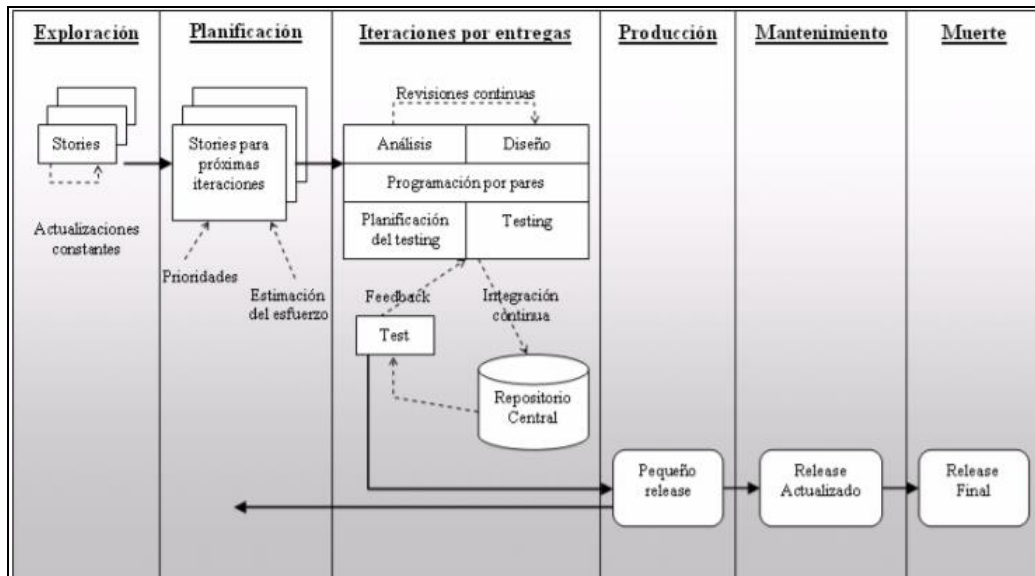 Exploración
Planificación
Iteraciones por entregas
Producción
Mantenimiento
Muerte
Stories
Actualizaciones
constantes
Stories para
próximas
iteraciones
Prioridades
Estimación
del esfuerzo
Revisiones continuas
Análisis
Diseño
Programación por pares
Planificación
del testing
Testing
Feedback
Integración
continua
Test
Repositorio
Central
Pequeño
release
Release
Actualizado
Release
Final